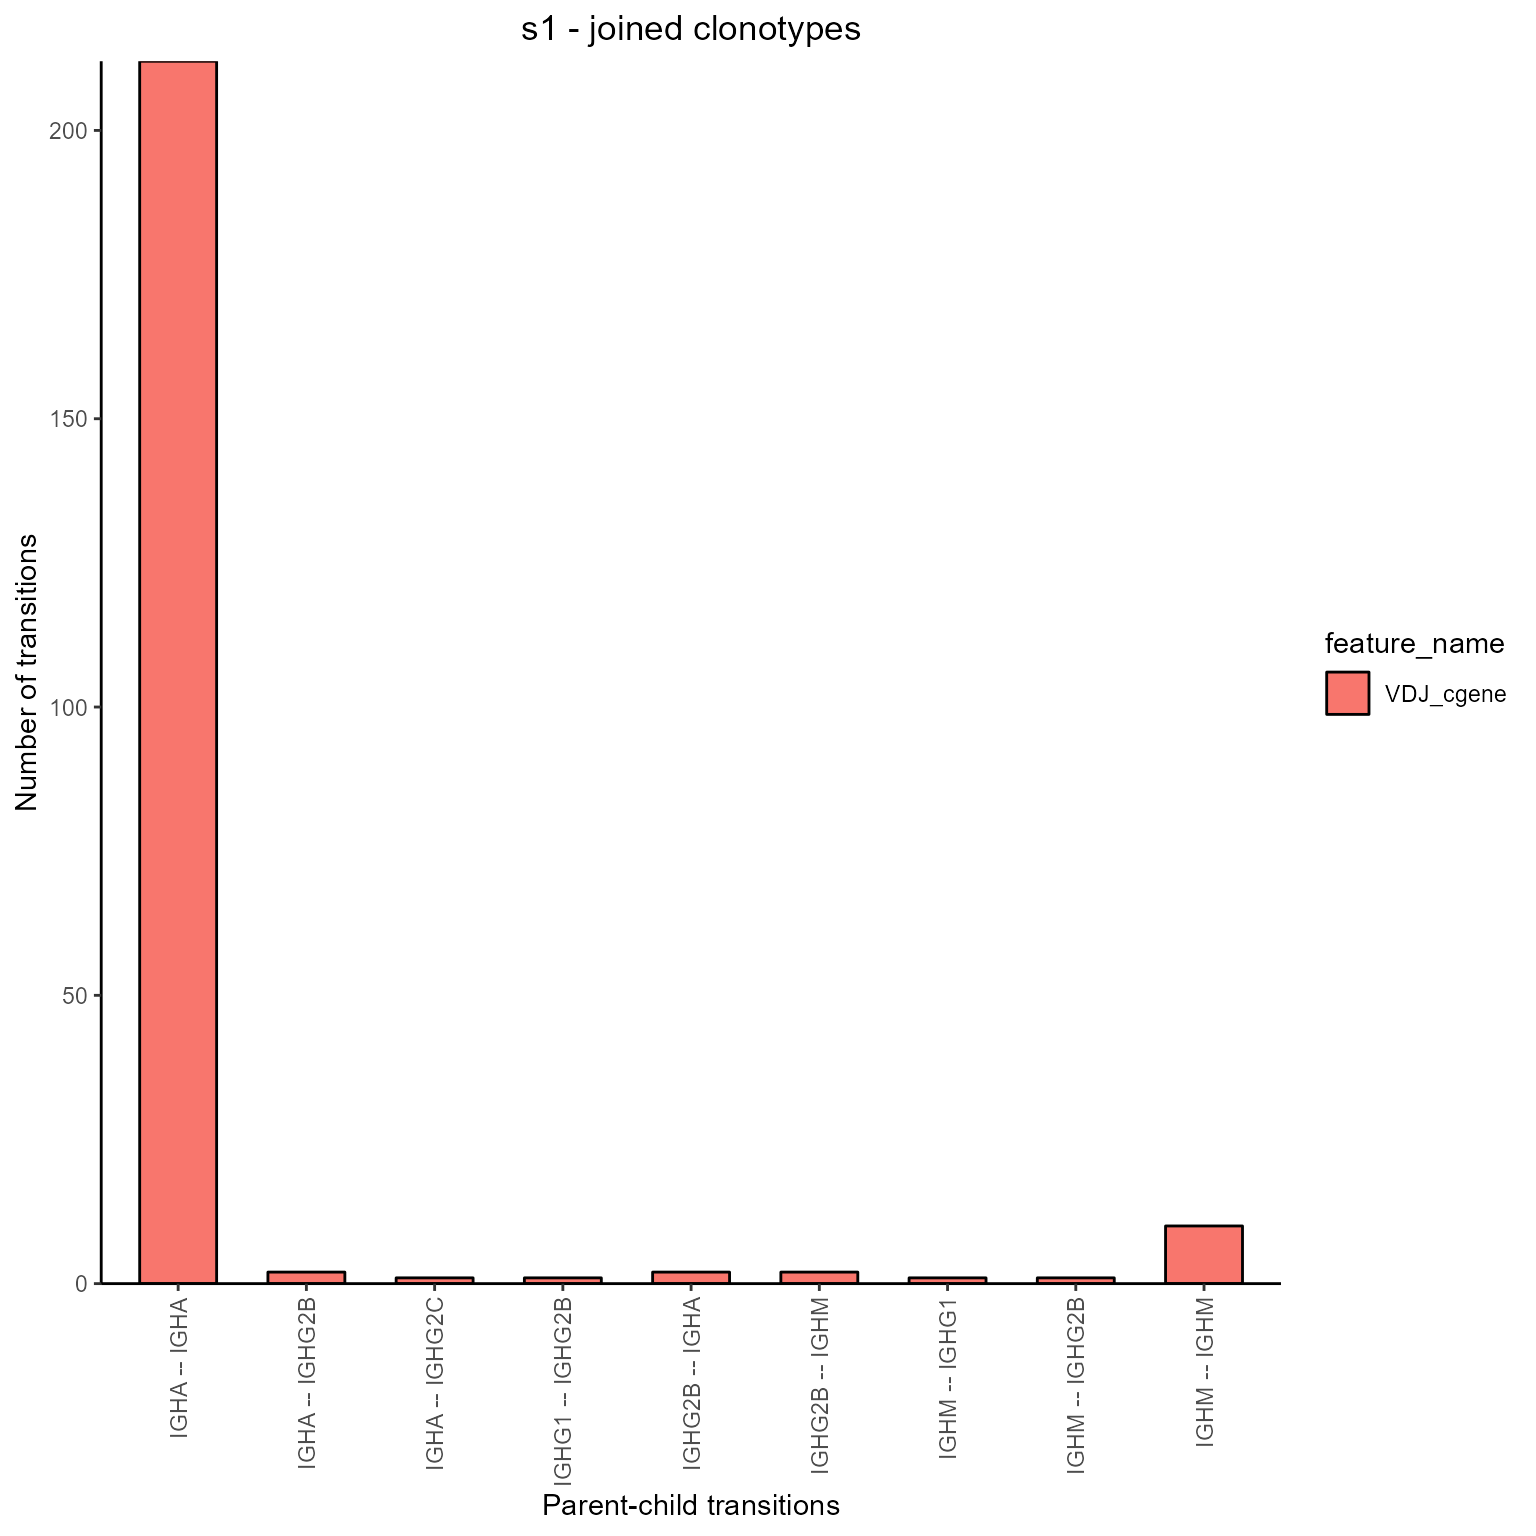 s1 - joined clonotypes
Number of transitions
200
150
100
50
0
IGHA -- IGHA
IGHA -- IGHG2B
IGHA -- IGHG2C
IGHG1 -- IGHG2B
IGHG2B -- IGHA
IGHG2B -- IGHM
IGHM -- IGHG1
IGHM -- IGHG2B
IGHM -- IGHM
Parent-child transitions
feature_name
VDJ_cgene